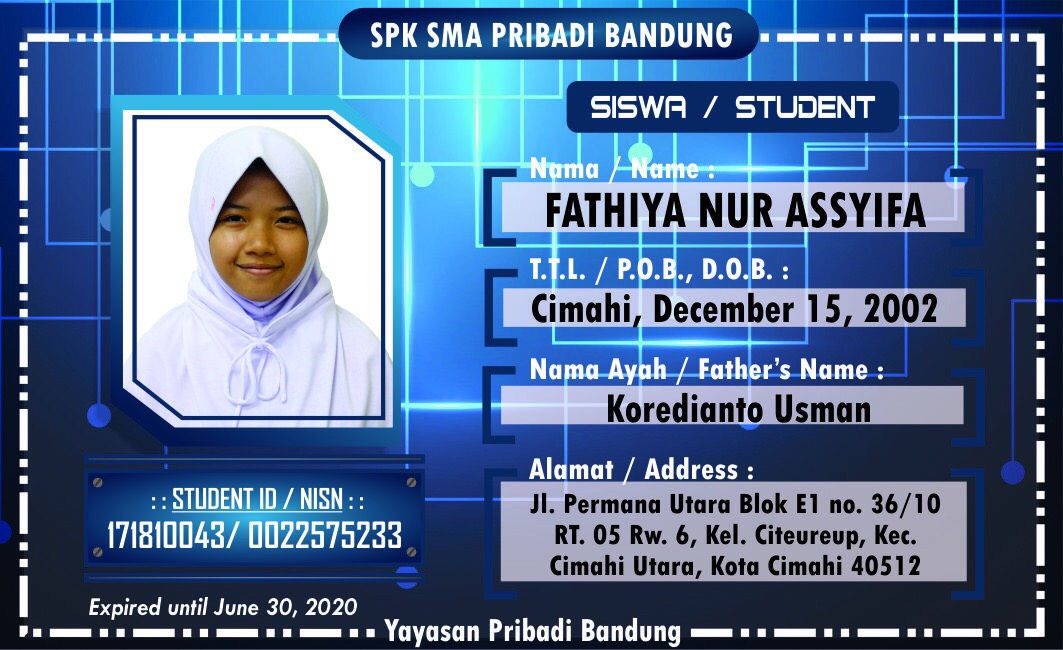 SPK SMA PRIBADI BANDUNG
SISWA / STUDENT
Nama / Name :
FATHIYA NUR ASSYIFA
T.T.L. / P.O.B., D.O.B. :
Cimahi, December 15, 2002
Nama Ayah / Father's Name :
Koredianto Usman
Alamat / Address :
Jl. Permana Utara Blok E1 no. 36/10
RT. 05 Rw. 6, Kel. Citeureup, Kec.
Cimahi Utara, Kota Cimahi 40512
: : STUDENT ID / NISN : :
171810043/ 0022575233
Expired until June 30, 2020
Yayasan Pribadi Bandung